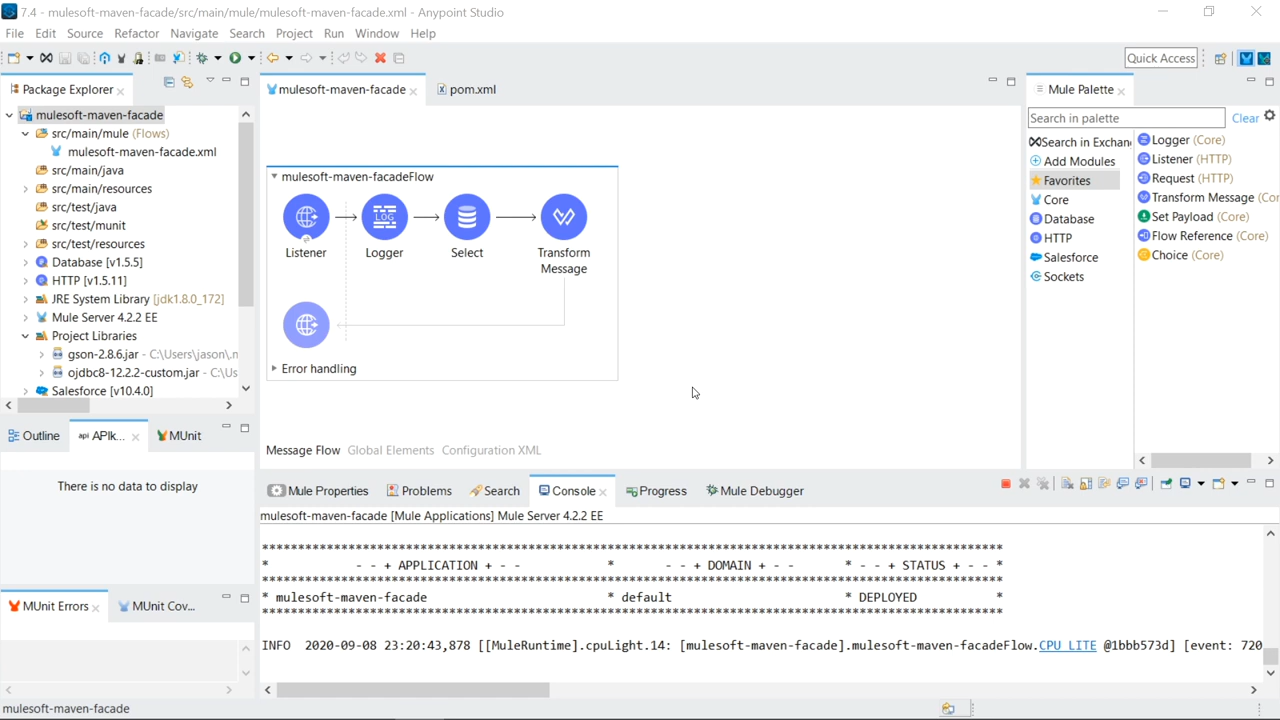 7.4 - mulesoft-maven-facade/src/main/mule/mulesoft-maven-facade.xml - Anypoint Studio
File Edit Source Refactor Navigate Search Project Run Window Help
Quick Access
Package Explorer
mulesoft-maven-facade
src/main/mule (Flows)
mulesoft-maven-facade.xml
src/main/java
src/main/resources
src/test/java
src/test/munit
src/test/resources
Database [v1.5.5]
HTTP [v1.5.11]
JRE System Library [jdk1.8.0_172]
Mule Server 4.2.2 EE
Project Libraries
gson-2.8.6.jar - C:\Users\jason\.n
ojdbc8-12.2.2-custom.jar - C:\Us
Salesforce [v10.4.0]
Outline APIk... MUnit
There is no data to display
MUnit Errors MUnit Cov...
mulesoft-maven-facade pom.xml
mulesoft-maven-facadeFlow
LOG
Listener Logger Select Transform
Message
Error handling
Message Flow Global Elements Configuration XML
Mule Palette
Search in palette Clear
Search in Exchan
Add Modules
Favorites
Core
Database
HTTP
Salesforce
Sockets
Logger (Core)
Listener (HTTP)
Request (HTTP)
Transform Message (Cor
Set Payload (Core)
Flow Reference (Core)
Choice (Core)
Mule Properties Problems Search Console Progress Mule Debugger
mulesoft-maven-facade [Mule Applications] Mule Server 4.2.2 EE
*******************************************************************************************************
* - - + APPLICATION + - - * - - + DOMAIN + - - * - - + STATUS + - - *
*******************************************************************************************************
* mulesoft-maven-facade * default * DEPLOYED *
*******************************************************************************************************
INFO 2020-09-08 23:20:43,878 [[MuleRuntime].cpuLight.14: [mulesoft-maven-facade].mulesoft-maven-facadeFlow.CPU_LITE @1bbb573d] [event: 720
mulesoft-maven-facade